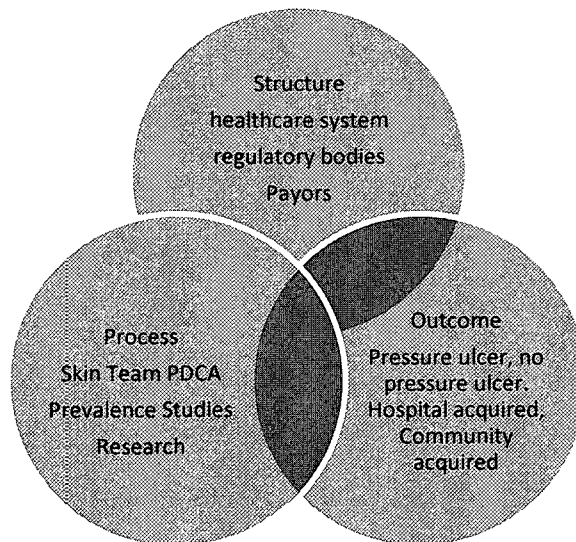 Structure
healthcare system
regulatory bodies
Payors
Process
Skin Team PDCA
Prevalence Studies
Research
Outcome
Pressure ulcer, no
pressure ulcer.
Hospital acquired,
Community
acquired